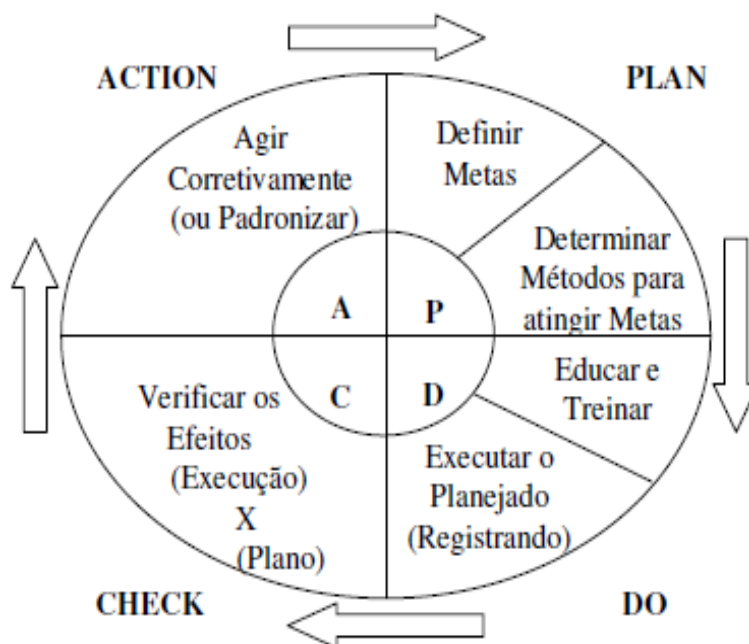 ACTION
PLAN
Agir
Corretivamente
(ou Padronizar)
Definir
Metas
Determinar
Métodos para
atingir Metas
A
P
C
D
Educar e
Treinar
Executar o
Planejado
(Registrando)
Verificar os
Efeitos
(Execução)
X
(Plano)
CHECK
DO